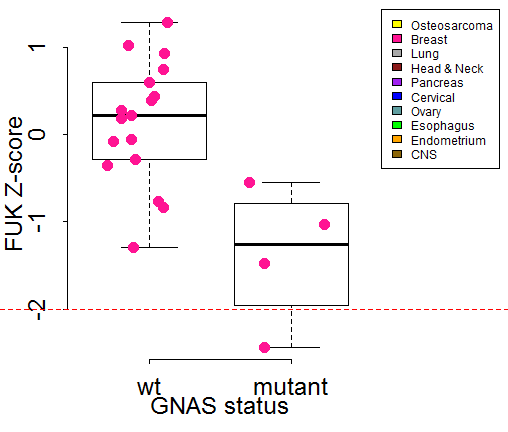 Osteosarcoma
Breast
Lung
Head & Neck
Pancreas
Cervical
Ovary
Esophagus
Endometrium
CNS
FUK Z-score
1
0
-1
-2
wt
mutant
GNAS status